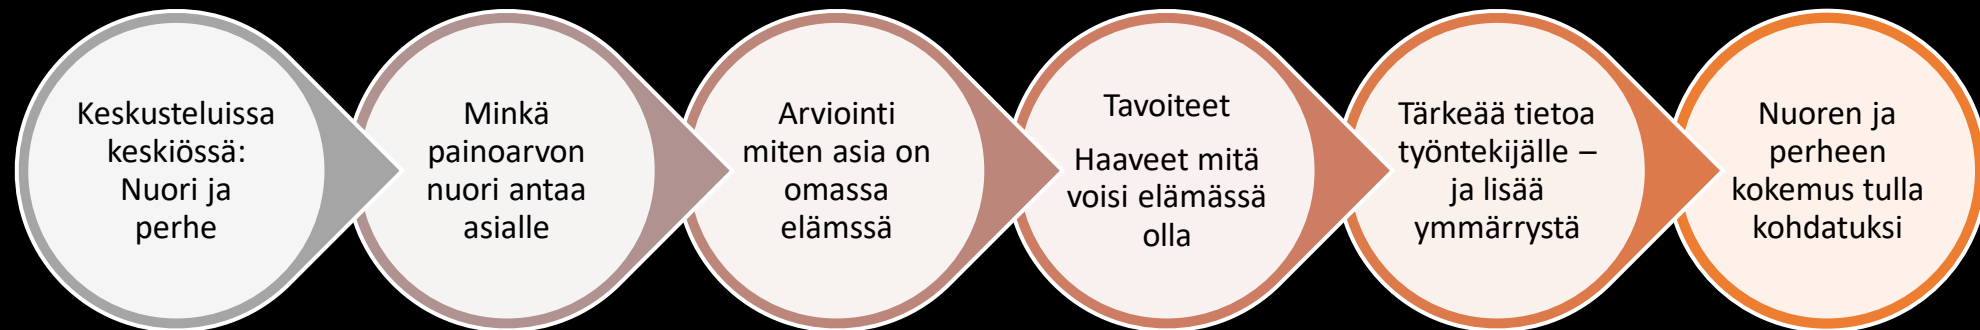 Keskusteluissa
keskiössä:
Nuori ja
perhe
Minkä
painoarvon
nuori antaa
asialle
Arviointi
miten asia on
omassa
elämssä
Tavoiteet
Haaveet mitä
voisi elämässä
olla
Tärkeää tietoa
työntekijälle –
ja lisää
ymmärrystä
Nuoren ja
perheen
kokemus tulla
kohdatuksi